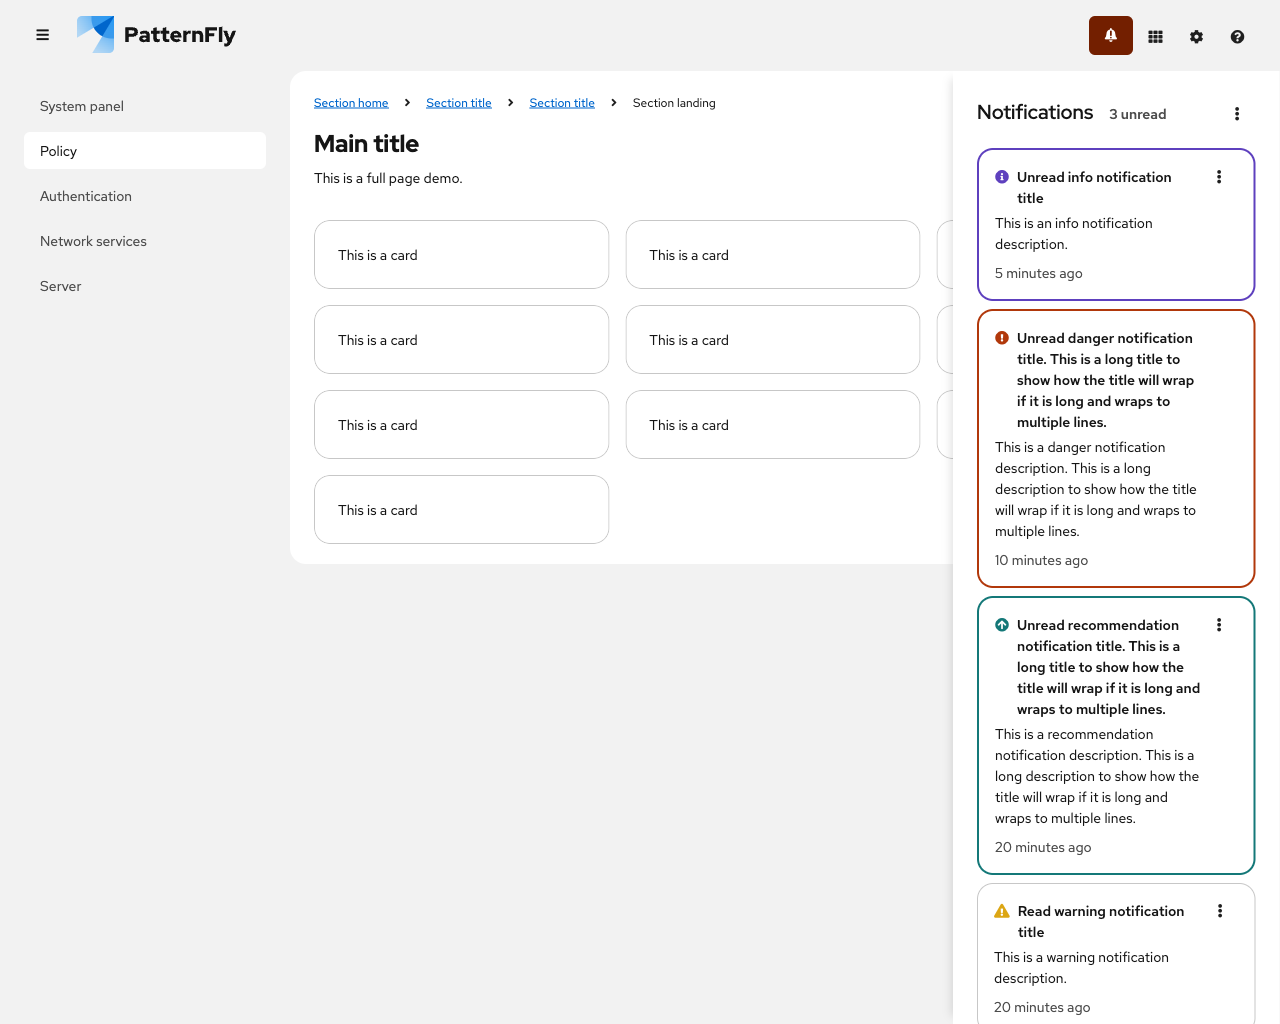 PatternFly
System panel
Policy
Authentication
Network services
Server
Section home
Section title
Section title
Section landing
Main title
This is a full page demo.
This is a card
This is a card
This is a card
This is a card
This is a card
This is a card
This is a card
Notifications
3 unread
Unread info notification
title
This is an info notification
description.
5 minutes ago
Unread danger notification
title. This is a long title to
show how the title will wrap
if it is long and wraps to
multiple lines.
This is a danger notification
description. This is a long
description to show how the title
will wrap if it is long and wraps to
multiple lines.
10 minutes ago
Unread recommendation
notification title. This is a
long title to show how the
title will wrap if it is long and
wraps to multiple lines.
This is a recommendation
notification description. This is a
long description to show how the
title will wrap if it is long and
wraps to multiple lines.
20 minutes ago
Read warning notification
title
This is a warning notification
description.
20 minutes ago